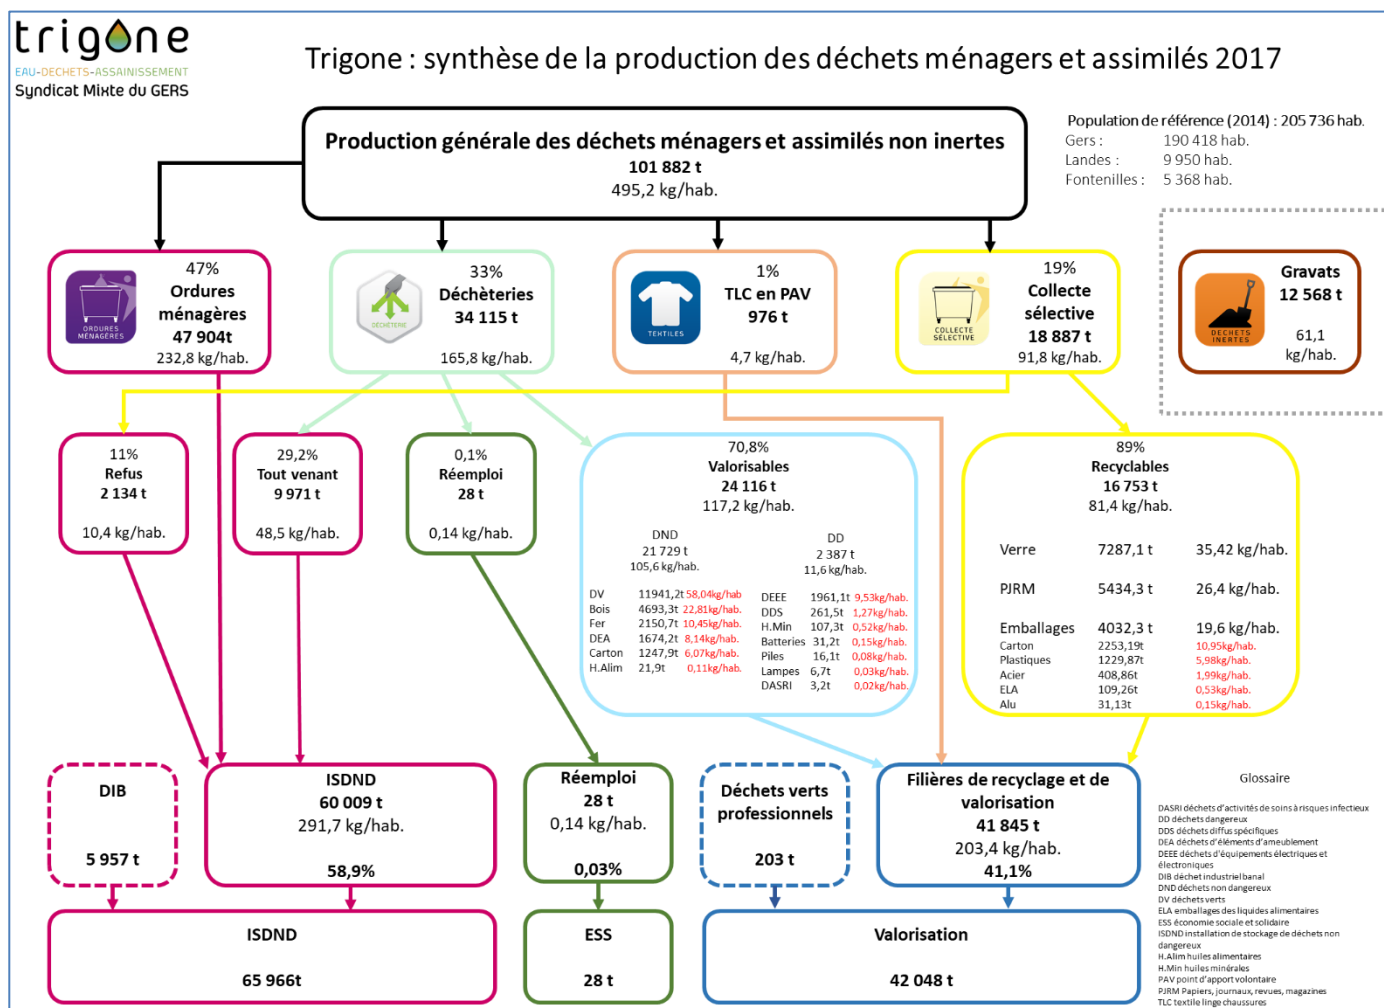 trigone
EAU-DECHETS-ASSAINISSEMENT
Syndicat Mixte du GERS
Trigone : synthèse de la production des déchets ménagers et assimilés 2017
Population de référence (2014) : 205 736 hab.
Gers : 190 418 hab.
Landes : 9 950 hab.
Fontenilles : 5 368 hab.
Production générale des déchets ménagers et assimilés non inertes
101 882 t
495,2 kg/hab.
ORDURES
MÉNAGÈRES
47%
Ordures
ménagères
47 904t
232,8 kg/hab.
DÉCHÈTERIE
33%
Déchèteries
34 115 t
165,8 kg/hab.
TEXTILES
1%
TLC en PAV
976 t
4,7 kg/hab.
COLLECTE
SÉLECTIVE
19%
Collecte
sélective
18 887 t
91,8 kg/hab.
DECHETS
INERTES
Gravats
12 568 t
61,1
kg/hab.
11%
Refus
2 134 t
10,4 kg/hab.
29,2%
Tout venant
9 971 t
48,5 kg/hab.
0,1%
Réemploi
28 t
0,14 kg/hab.
70,8%
Valorisables
24 116 t
117,2 kg/hab.
DND
21 729 t
105,6 kg/hab.
DV 11941,2t 58,04kg/hab
Bois 4693,3t 22,81kg/hab.
Fer 2150,7t 10,45kg/hab.
DEA 1674,2t 8,14kg/hab.
Carton 1247,9t 6,07kg/hab.
H.Alim 21,9t 0,11kg/hab.
DD
2 387 t
11,6 kg/hab.
DEEE 1961,1t 9,53kg/hab.
DDS 261,5t 1,27kg/hab.
H.Min 107,3t 0,52kg/hab.
Batteries 31,2t 0,15kg/hab.
Piles 16,1t 0,08kg/hab.
Lampes 6,7t 0,03kg/hab.
DASRI 3,2t 0,02kg/hab.
89%
Recyclables
16 753 t
81,4 kg/hab.
Verre 7287,1 t 35,42 kg/hab.
PJRM 5434,3 t 26,4 kg/hab.
Emballages 4032,3 t 19,6 kg/hab.
Carton 2253,19t 10,95kg/hab.
Plastiques 1229,87t 5,98kg/hab.
Acier 408,86t 1,99kg/hab.
ELA 109,26t 0,53kg/hab.
Alu 31,13t 0,15kg/hab.
DIB
5 957 t
ISDND
60 009 t
291,7 kg/hab.
58,9%
Réemploi
28 t
0,14 kg/hab.
0,03%
Déchets verts
professionnels
203 t
Filières de recyclage et de
valorisation
41 845 t
203,4 kg/hab.
41,1%
ISDND
65 966t
ESS
28 t
Valorisation
42 048 t
Glossaire
DASRI déchets d'activités de soins à risques infectieux
DD déchets dangereux
DDS déchets diffus spécifiques
DEA déchets d'éléments d'ameublement
DEEE déchets d'équipements électriques et
électroniques
DIB déchet industriel banal
DND déchets non dangereux
DV déchets verts
ELA emballages des liquides alimentaires
ESS économie sociale et solidaire
ISDND installation de stockage de déchets non
dangereux
H.Alim huiles alimentaires
H.Min huiles minérales
PAV point d'apport volontaire
PJRM Papiers, journaux, revues, magazines
TLC textile linge chaussures